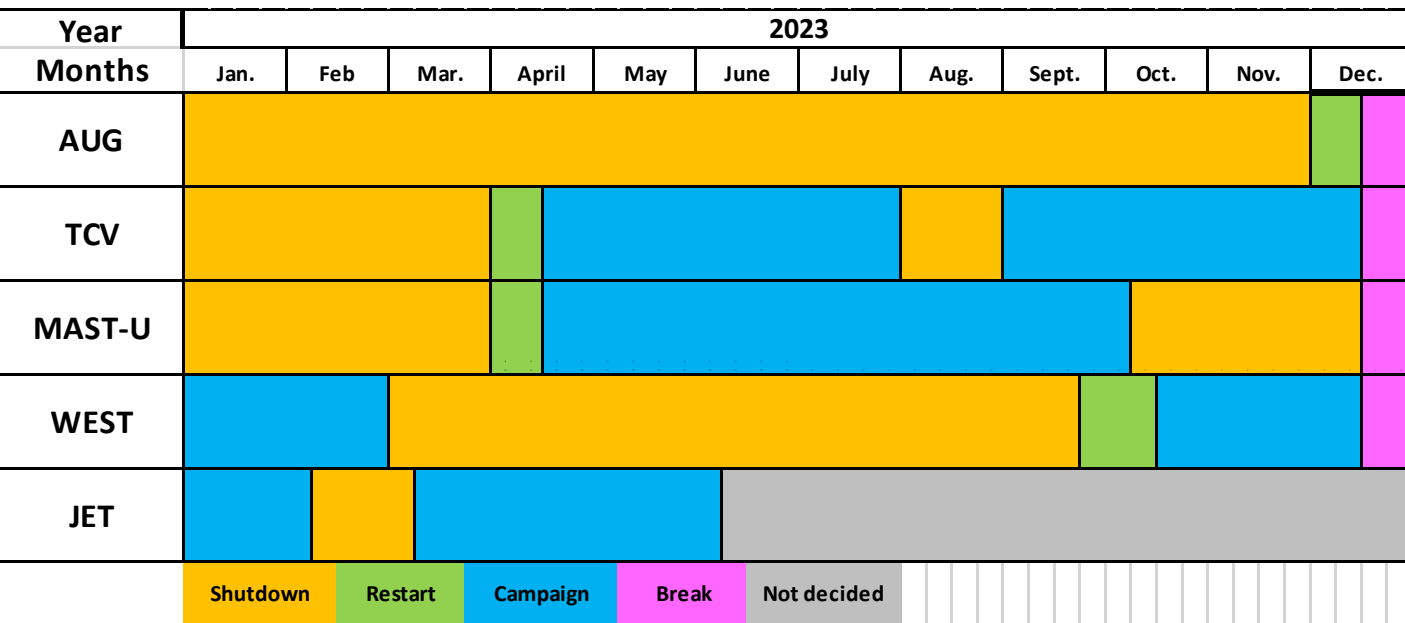 Year 2023
Months Jan. Feb Mar. April May June July Aug. Sept. Oct. Nov. Dec.
AUG
TCV
MAST-U
WEST
JET
Shutdown Restart Campaign Break Not decided